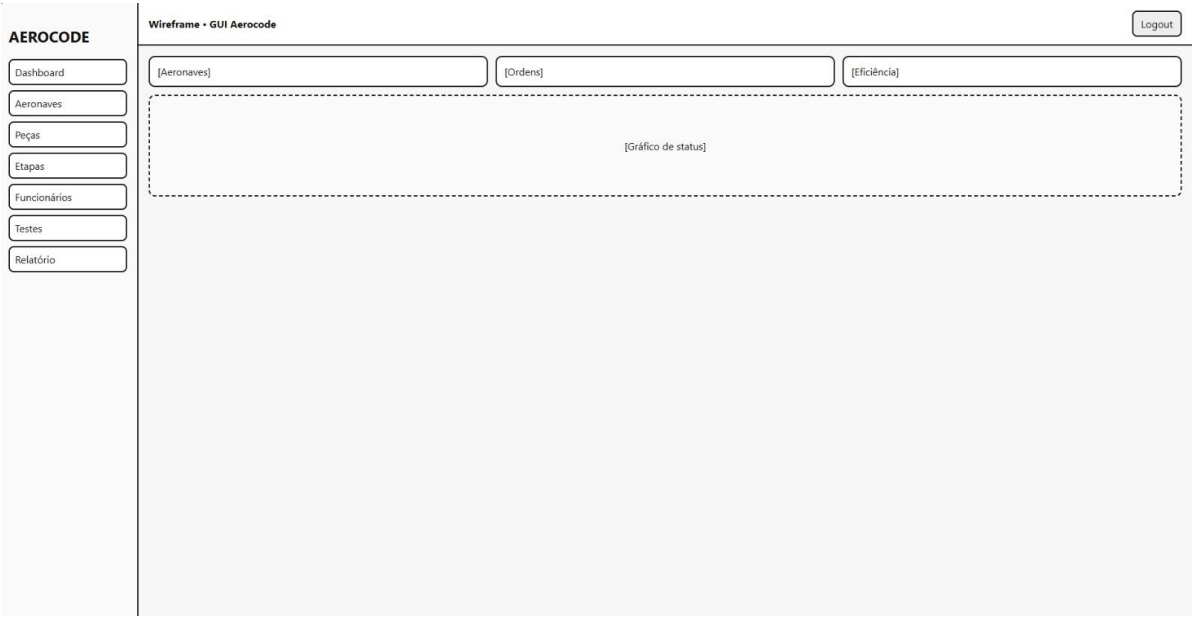 AEROCODE
Dashboard
Aeronaves
Peças
Etapas
Funcionários
Testes
Relatório
Wireframe • GUI Aerocode
Logout
[Aeronaves]
[Ordens]
[Eficiência]
[Gráfico de status]